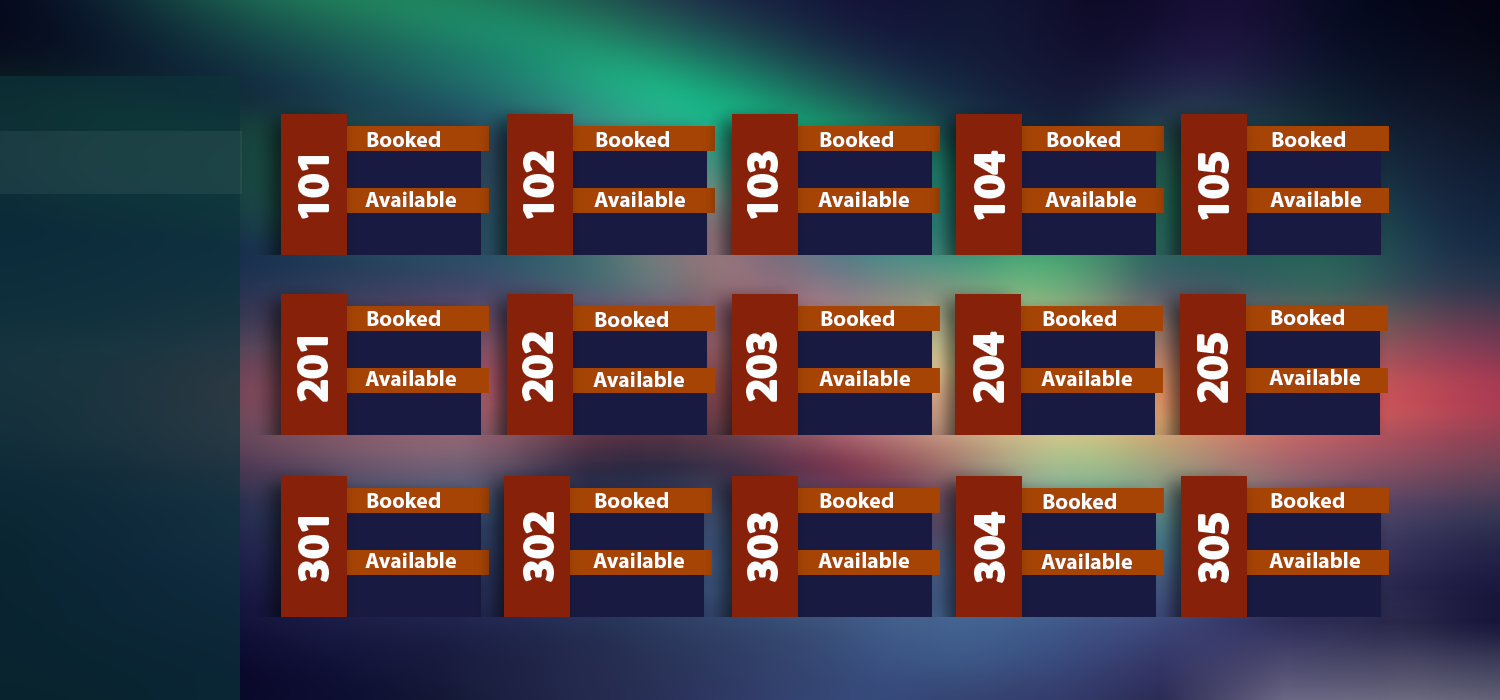 101 Booked Available
102 Booked Available
103 Booked Available
104 Booked Available
105 Booked Available
201 Booked Available
202 Booked Available
203 Booked Available
204 Booked Available
205 Booked Available
301 Booked Available
302 Booked Available
303 Booked Available
304 Booked Available
305 Booked Available